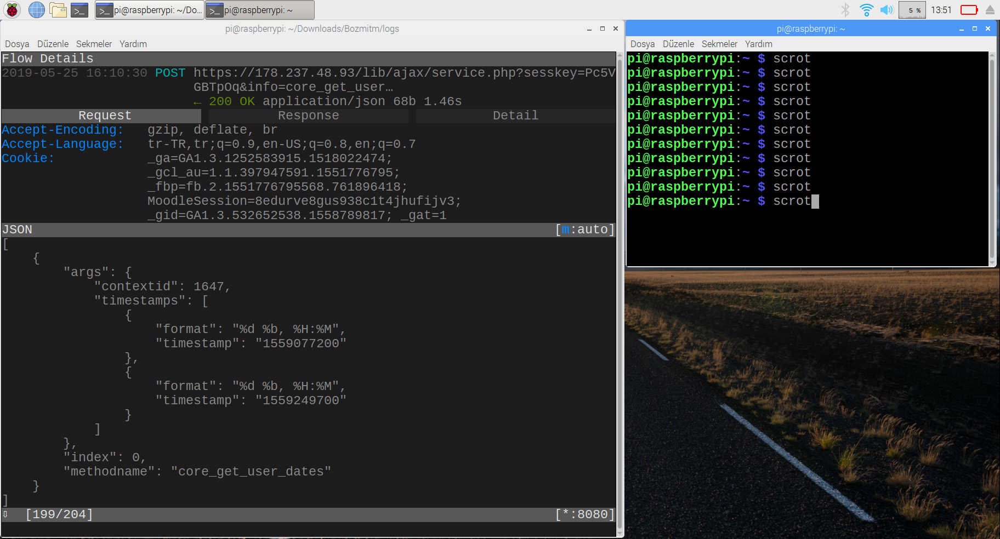 pi@raspberrypi: ~/Do...
pi@raspberrypi: ~
5 %
13:51
pi@raspberrypi: ~/Downloads/Bozmitm/logs
Dosya Düzenle Sekmeler Yardım
Flow Details
2019-05-25 16:10:30 POST https://178.237.48.93/lib/ajax/service.php?sesskey=Pc5V
GBTpOq&info=core_get_user…
← 200 OK application/json 68b 1.46s
Request Response Detail
Accept-Encoding: gzip, deflate, br
Accept-Language: tr-TR,tr;q=0.9,en-US;q=0.8,en;q=0.7
Cookie: _ga=GA1.3.1252583915.1518022474;
_gcl_au=1.1.397947591.1551776795;
_fbp=fb.2.1551776795568.761896418;
MoodleSession=8edurve8gus938c1t4jhufijv3;
_gid=GA1.3.532652538.1558789817; _gat=1
JSON [m:auto]
[
{
"args": {
"contextid": 1647,
"timestamps": [
{
"format": "%d %b, %H:%M",
"timestamp": "1559077200"
},
{
"format": "%d %b, %H:%M",
"timestamp": "1559249700"
}
]
},
"index": 0,
"methodname": "core_get_user_dates"
}
]
⇩ [199/204] [*:8080]
pi@raspberrypi: ~
Dosya Düzenle Sekmeler Yardım
pi@raspberrypi:~ $ scrot
pi@raspberrypi:~ $ scrot
pi@raspberrypi:~ $ scrot
pi@raspberrypi:~ $ scrot
pi@raspberrypi:~ $ scrot
pi@raspberrypi:~ $ scrot
pi@raspberrypi:~ $ scrot
pi@raspberrypi:~ $ scrot
pi@raspberrypi:~ $ scrot
pi@raspberrypi:~ $ scrot
pi@raspberrypi:~ $ scrot